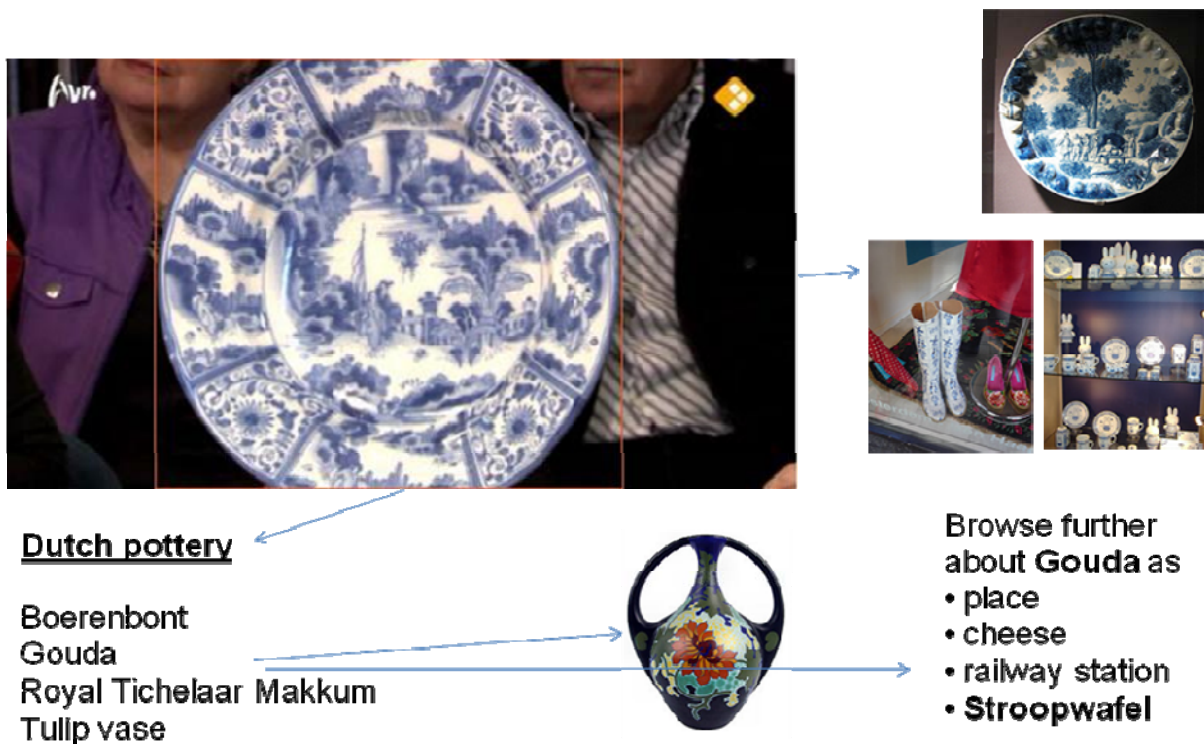 Avr.
Dutch pottery
Boerenbont
Gouda
Royal Tichelaar Makkum
Tulip vase
Browse further
about Gouda as
• place
• cheese
• railway station
• Stroopwafel